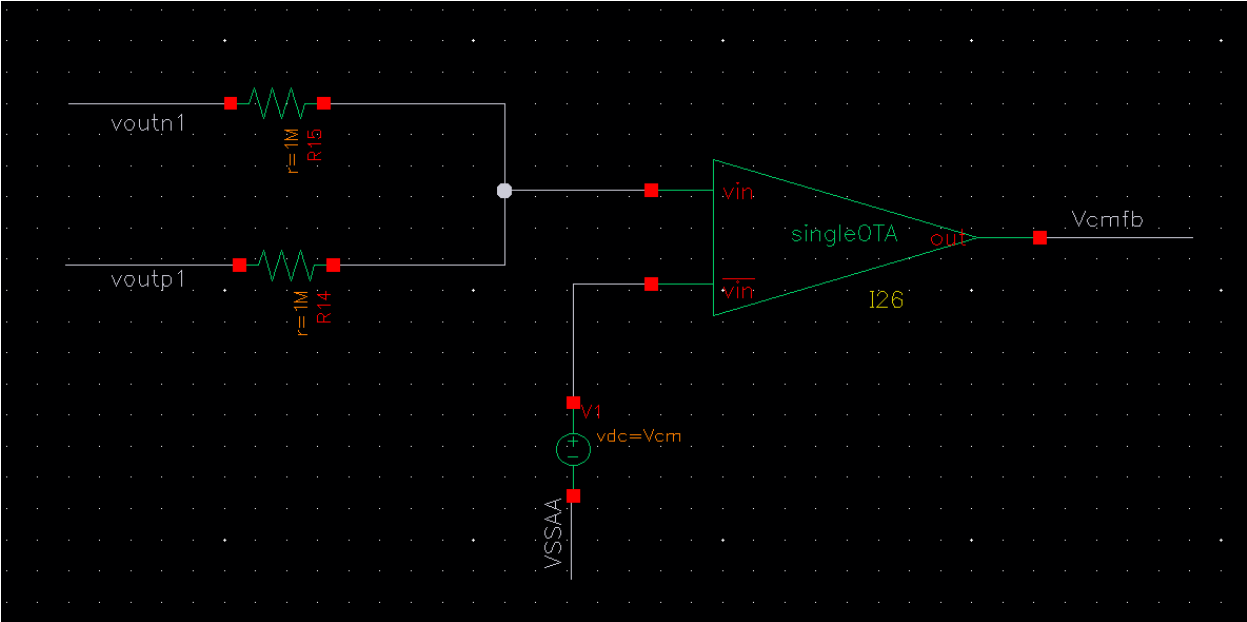 voutn1
r=1M
R15
vin
Vcmfb
singleOTA
out
voutp1
r=1M
R14
vin
I26
V1
vdc=Vcm
+
−
VSSAA